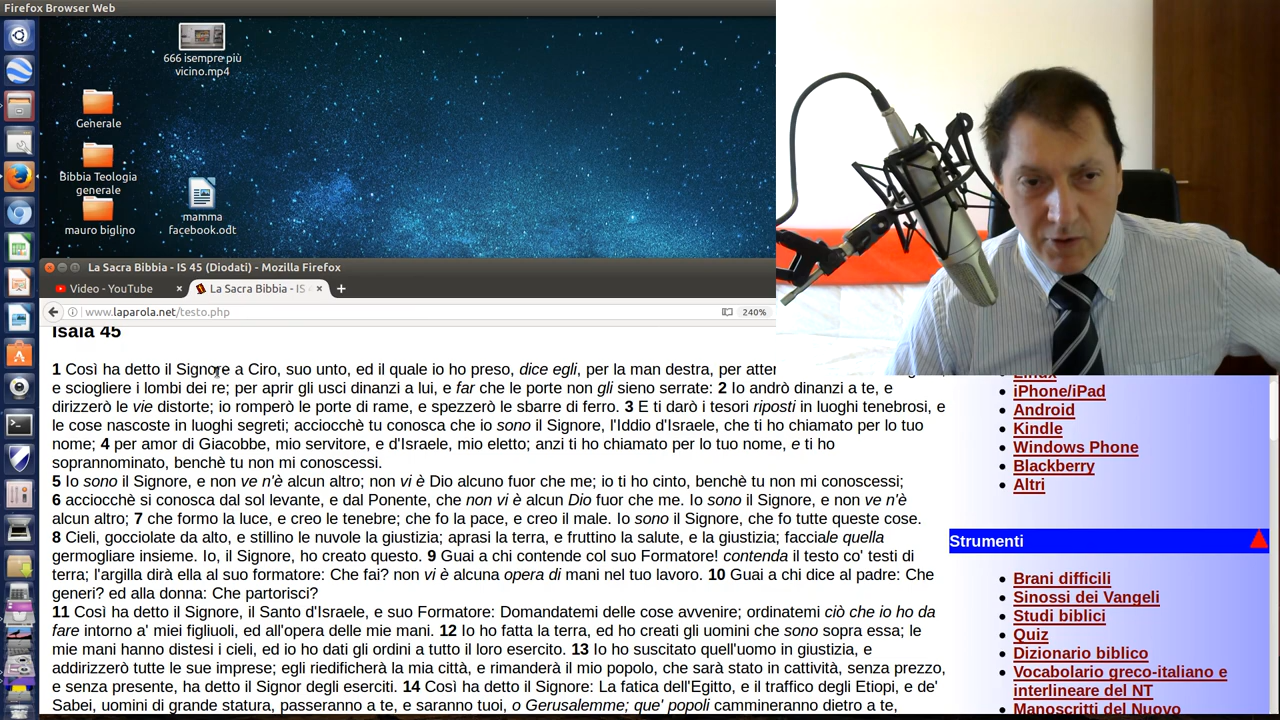 Firefox Browser Web
666 isempre più
vicino.mp4
Generale
Bibbia Teologia
generale
mauro biglino
mamma
facebook.odt
La Sacra Bibbia - IS 45 (Diodati) - Mozilla Firefox
Video - YouTube
La Sacra Bibbia - IS
www.laparola.net/testo.php
240%
Isaia 45
1 Così ha detto il Signore a Ciro, suo unto, ed il quale io ho preso, dice egli, per la man destra, per atter
e sciogliere i lombi dei re; per aprir gli usci dinanzi a lui, e far che le porte non gli sieno serrate: 2 Io andrò dinanzi a te, e
dirizzerò le vie distorte; io romperò le porte di rame, e spezzerò le sbarre di ferro. 3 E ti darò i tesori riposti in luoghi tenebrosi, e
le cose nascoste in luoghi segreti; acciocchè tu conosca che io sono il Signore, l'Iddio d'Israele, che ti ho chiamato per lo tuo
nome; 4 per amor di Giacobbe, mio servitore, e d'Israele, mio eletto; anzi ti ho chiamato per lo tuo nome, e ti ho
soprannominato, benchè tu non mi conoscessi.
5 Io sono il Signore, e non ve n'è alcun altro; non vi è Dio alcuno fuor che me; io ti ho cinto, benchè tu non mi conoscessi;
6 acciocchè si conosca dal sol levante, e dal Ponente, che non vi è alcun Dio fuor che me. Io sono il Signore, e non ve n'è
alcun altro; 7 che formo la luce, e creo le tenebre; che fo la pace, e creo il male. Io sono il Signore, che fo tutte queste cose.
8 Cieli, gocciolate da alto, e stillino le nuvole la giustizia; aprasi la terra, e fruttino la salute, e la giustizia; facciale quella
germogliare insieme. Io, il Signore, ho creato questo. 9 Guai a chi contende col suo Formatore! contenda il testo co' testi di
terra; l'argilla dirà ella al suo formatore: Che fai? non vi è alcuna opera di mani nel tuo lavoro. 10 Guai a chi dice al padre: Che
generi? ed alla donna: Che partorisci?
11 Così ha detto il Signore, il Santo d'Israele, e suo Formatore: Domandatemi delle cose avvenire; ordinatemi ciò che io ho da
fare intorno a' miei figliuoli, ed all'opera delle mie mani. 12 Io ho fatta la terra, ed ho creati gli uomini che sono sopra essa; le
mie mani hanno distesi i cieli, ed io ho dati gli ordini a tutto il loro esercito. 13 Io ho suscitato quell'uomo in giustizia, e
addirizzerò tutte le sue imprese; egli riedificherà la mia città, e rimanderà il mio popolo, che sarà stato in cattività, senza prezzo,
e senza presente, ha detto il Signor degli eserciti. 14 Così ha detto il Signore: La fatica dell'Egitto, e il traffico degli Etiopi, e de'
Sabei, uomini di grande statura, passeranno a te, e saranno tuoi, o Gerusalemme; que' popoli cammineranno dietro a te,
Linux
iPhone/iPad
Android
Kindle
Windows Phone
Blackberry
Altri
Strumenti
Brani difficili
Sinossi dei Vangeli
Studi biblici
Quiz
Dizionario biblico
Vocabolario greco-italiano e
interlineare del NT
Manoscritti del Nuovo